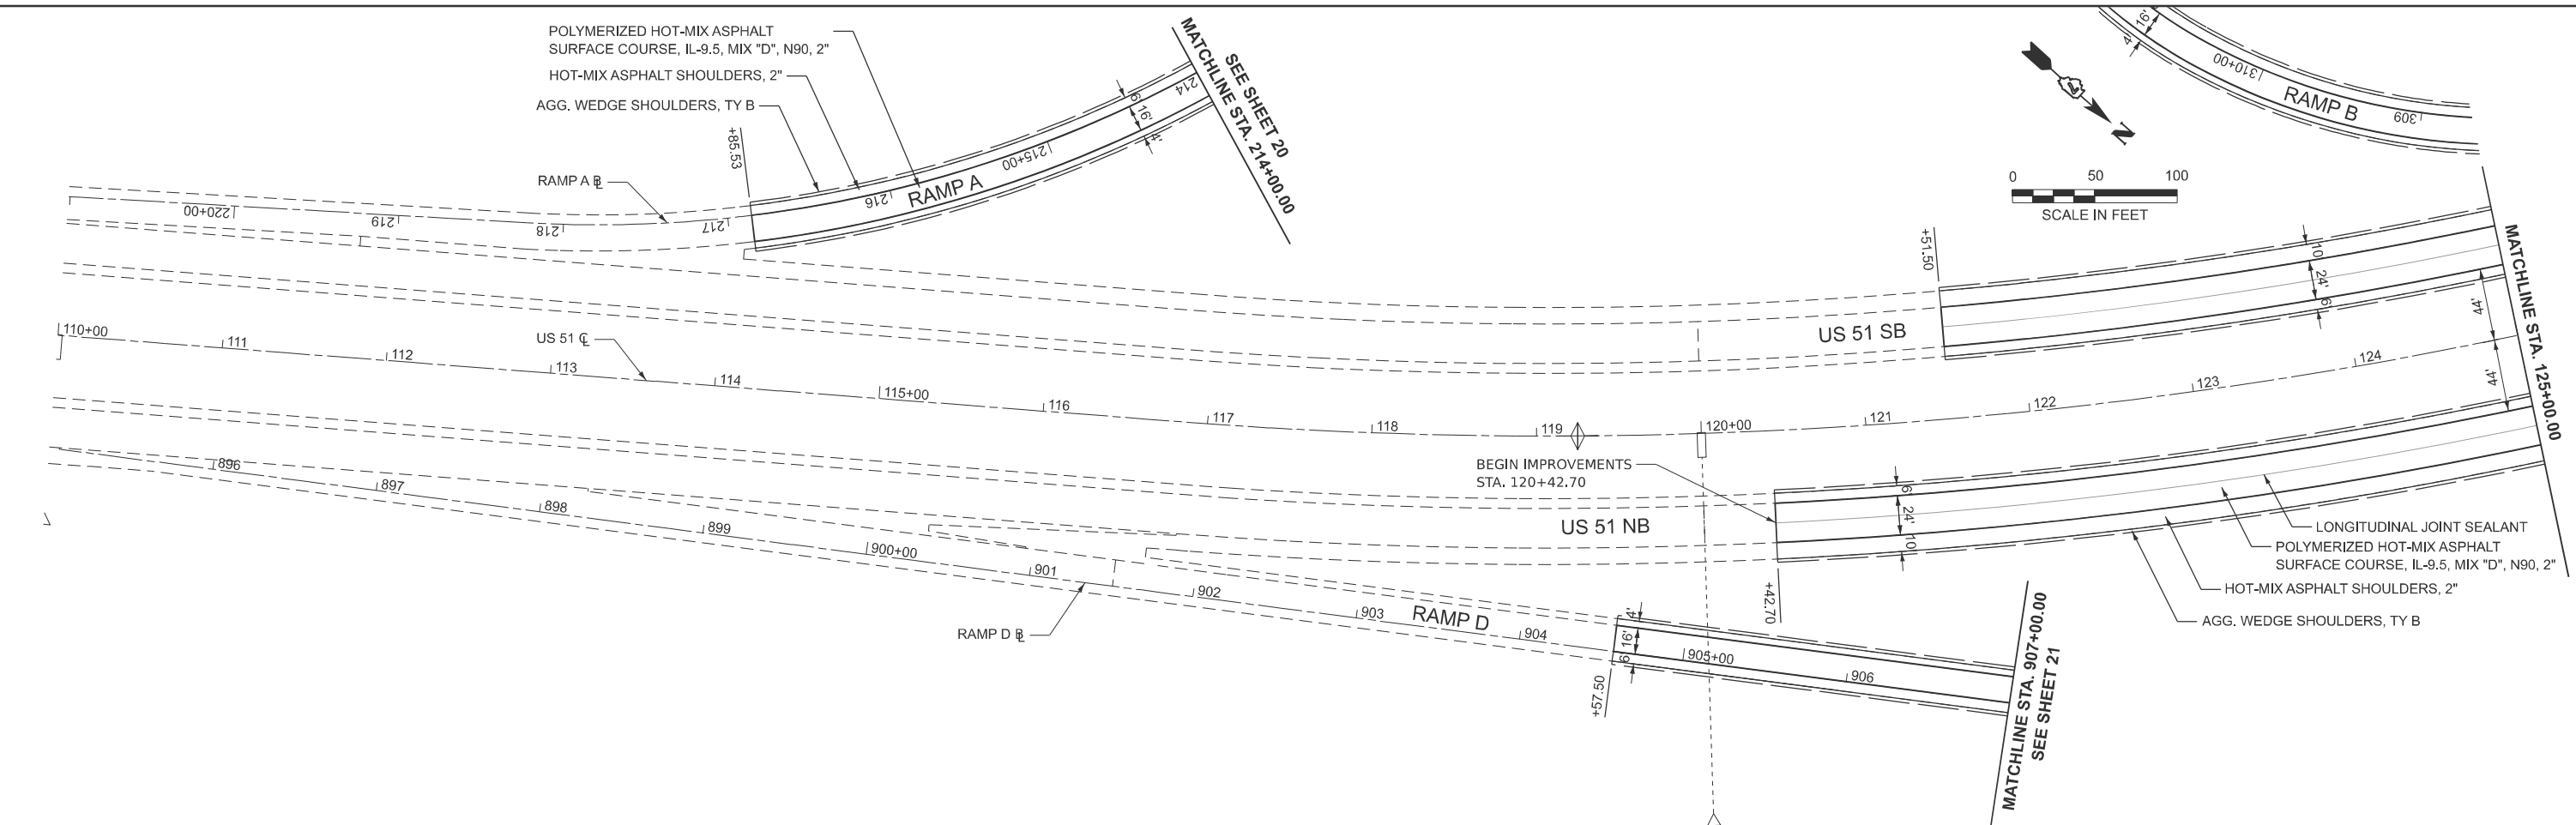 POLYMERIZED HOT-MIX ASPHALT
SURFACE COURSE, IL-9.5, MIX "D", N90, 2"
HOT-MIX ASPHALT SHOULDERS, 2"
AGG. WEDGE SHOULDERS, TY B
+85.53
RAMP A BL
220+00
219
218
217
216
215+00
214
RAMP A
6'
16'
4'
MATCHLINE STA. 214+00.00
SEE SHEET 20
16'
4'
310+00
RAMP B
309
N
0 50 100
SCALE IN FEET
+51.50
US 51 SB
10'
24'
6'
44'
44'
MATCHLINE STA. 125+00.00
110+00
111
112
US 51 CL
113
114
115+00
116
117
118
119
120+00
121
122
123
124
BEGIN IMPROVEMENTS
STA. 120+42.70
US 51 NB
6'
24'
10'
+42.70
LONGITUDINAL JOINT SEALANT
POLYMERIZED HOT-MIX ASPHALT
SURFACE COURSE, IL-9.5, MIX "D", N90, 2"
HOT-MIX ASPHALT SHOULDERS, 2"
AGG. WEDGE SHOULDERS, TY B
896
897
898
899
900+00
901
902
903
904
905+00
906
RAMP D BL
RAMP D
4'
16'
6'
+57.50
MATCHLINE STA. 907+00.00
SEE SHEET 21